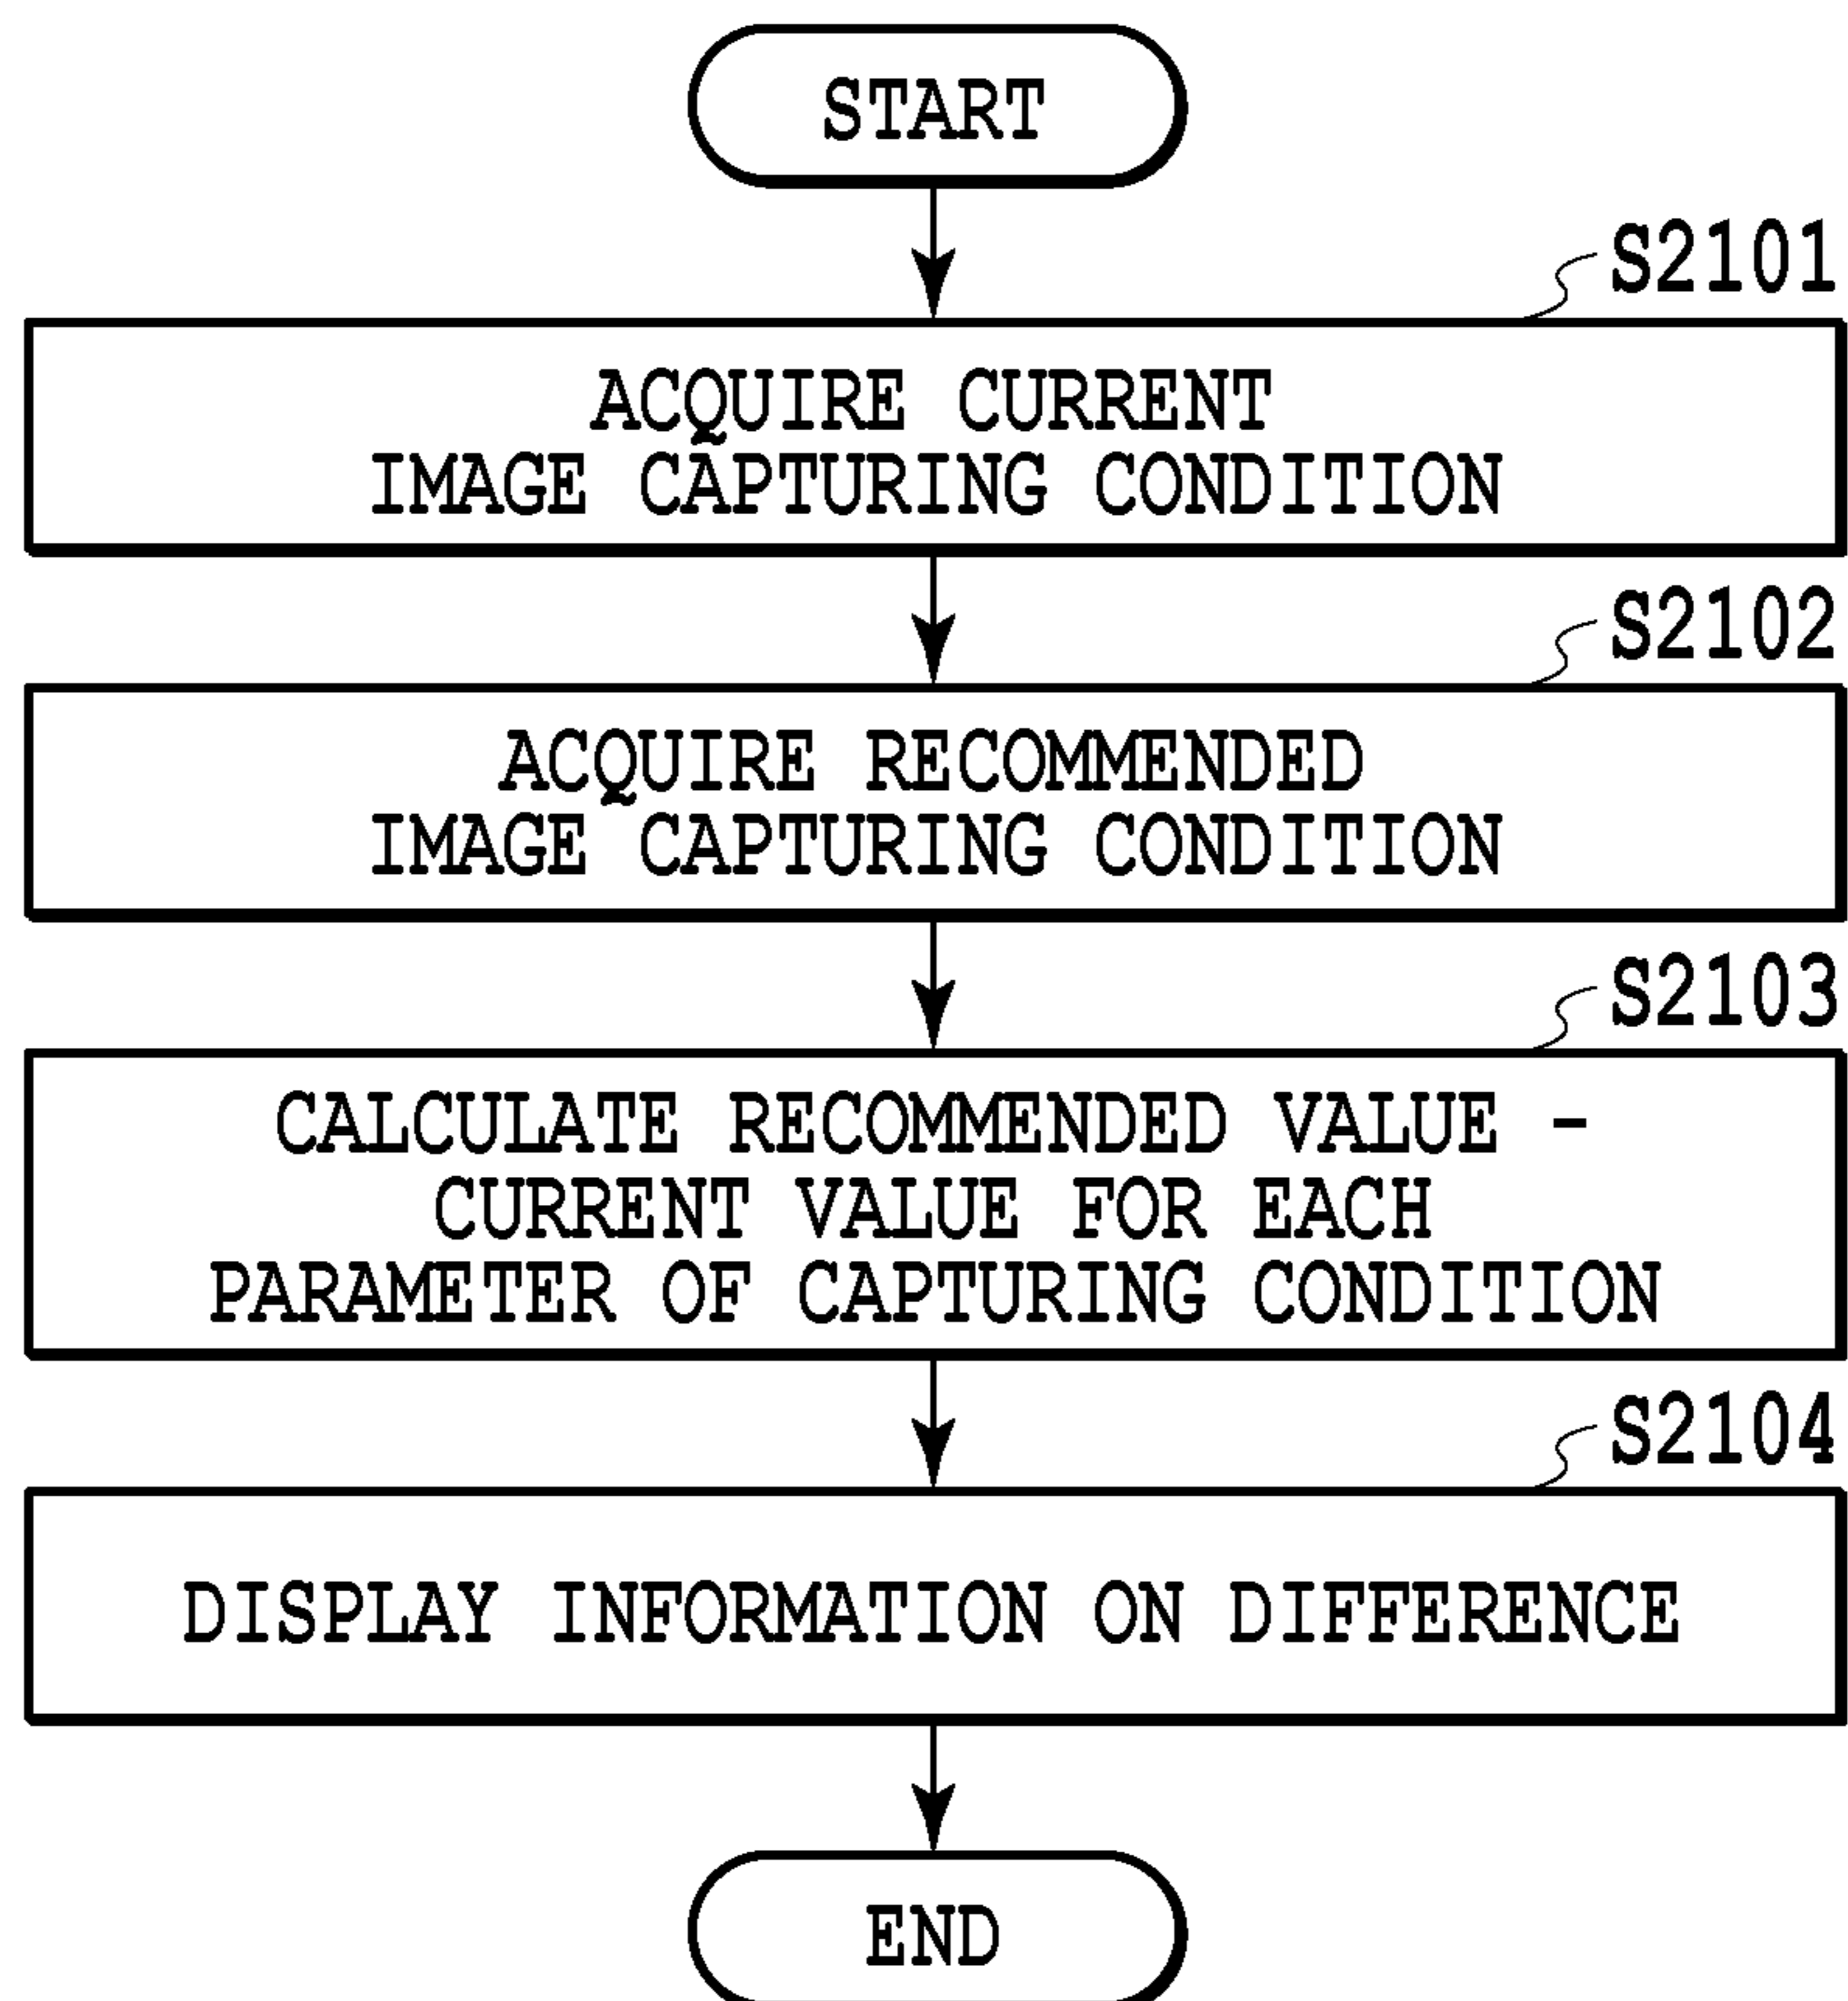 START
S2101
ACQUIRE CURRENT
IMAGE CAPTURING CONDITION
S2102
ACQUIRE RECOMMENDED
IMAGE CAPTURING CONDITION
S2103
CALCULATE RECOMMENDED VALUE -
CURRENT VALUE FOR EACH
PARAMETER OF CAPTURING CONDITION
S2104
DISPLAY INFORMATION ON DIFFERENCE
END